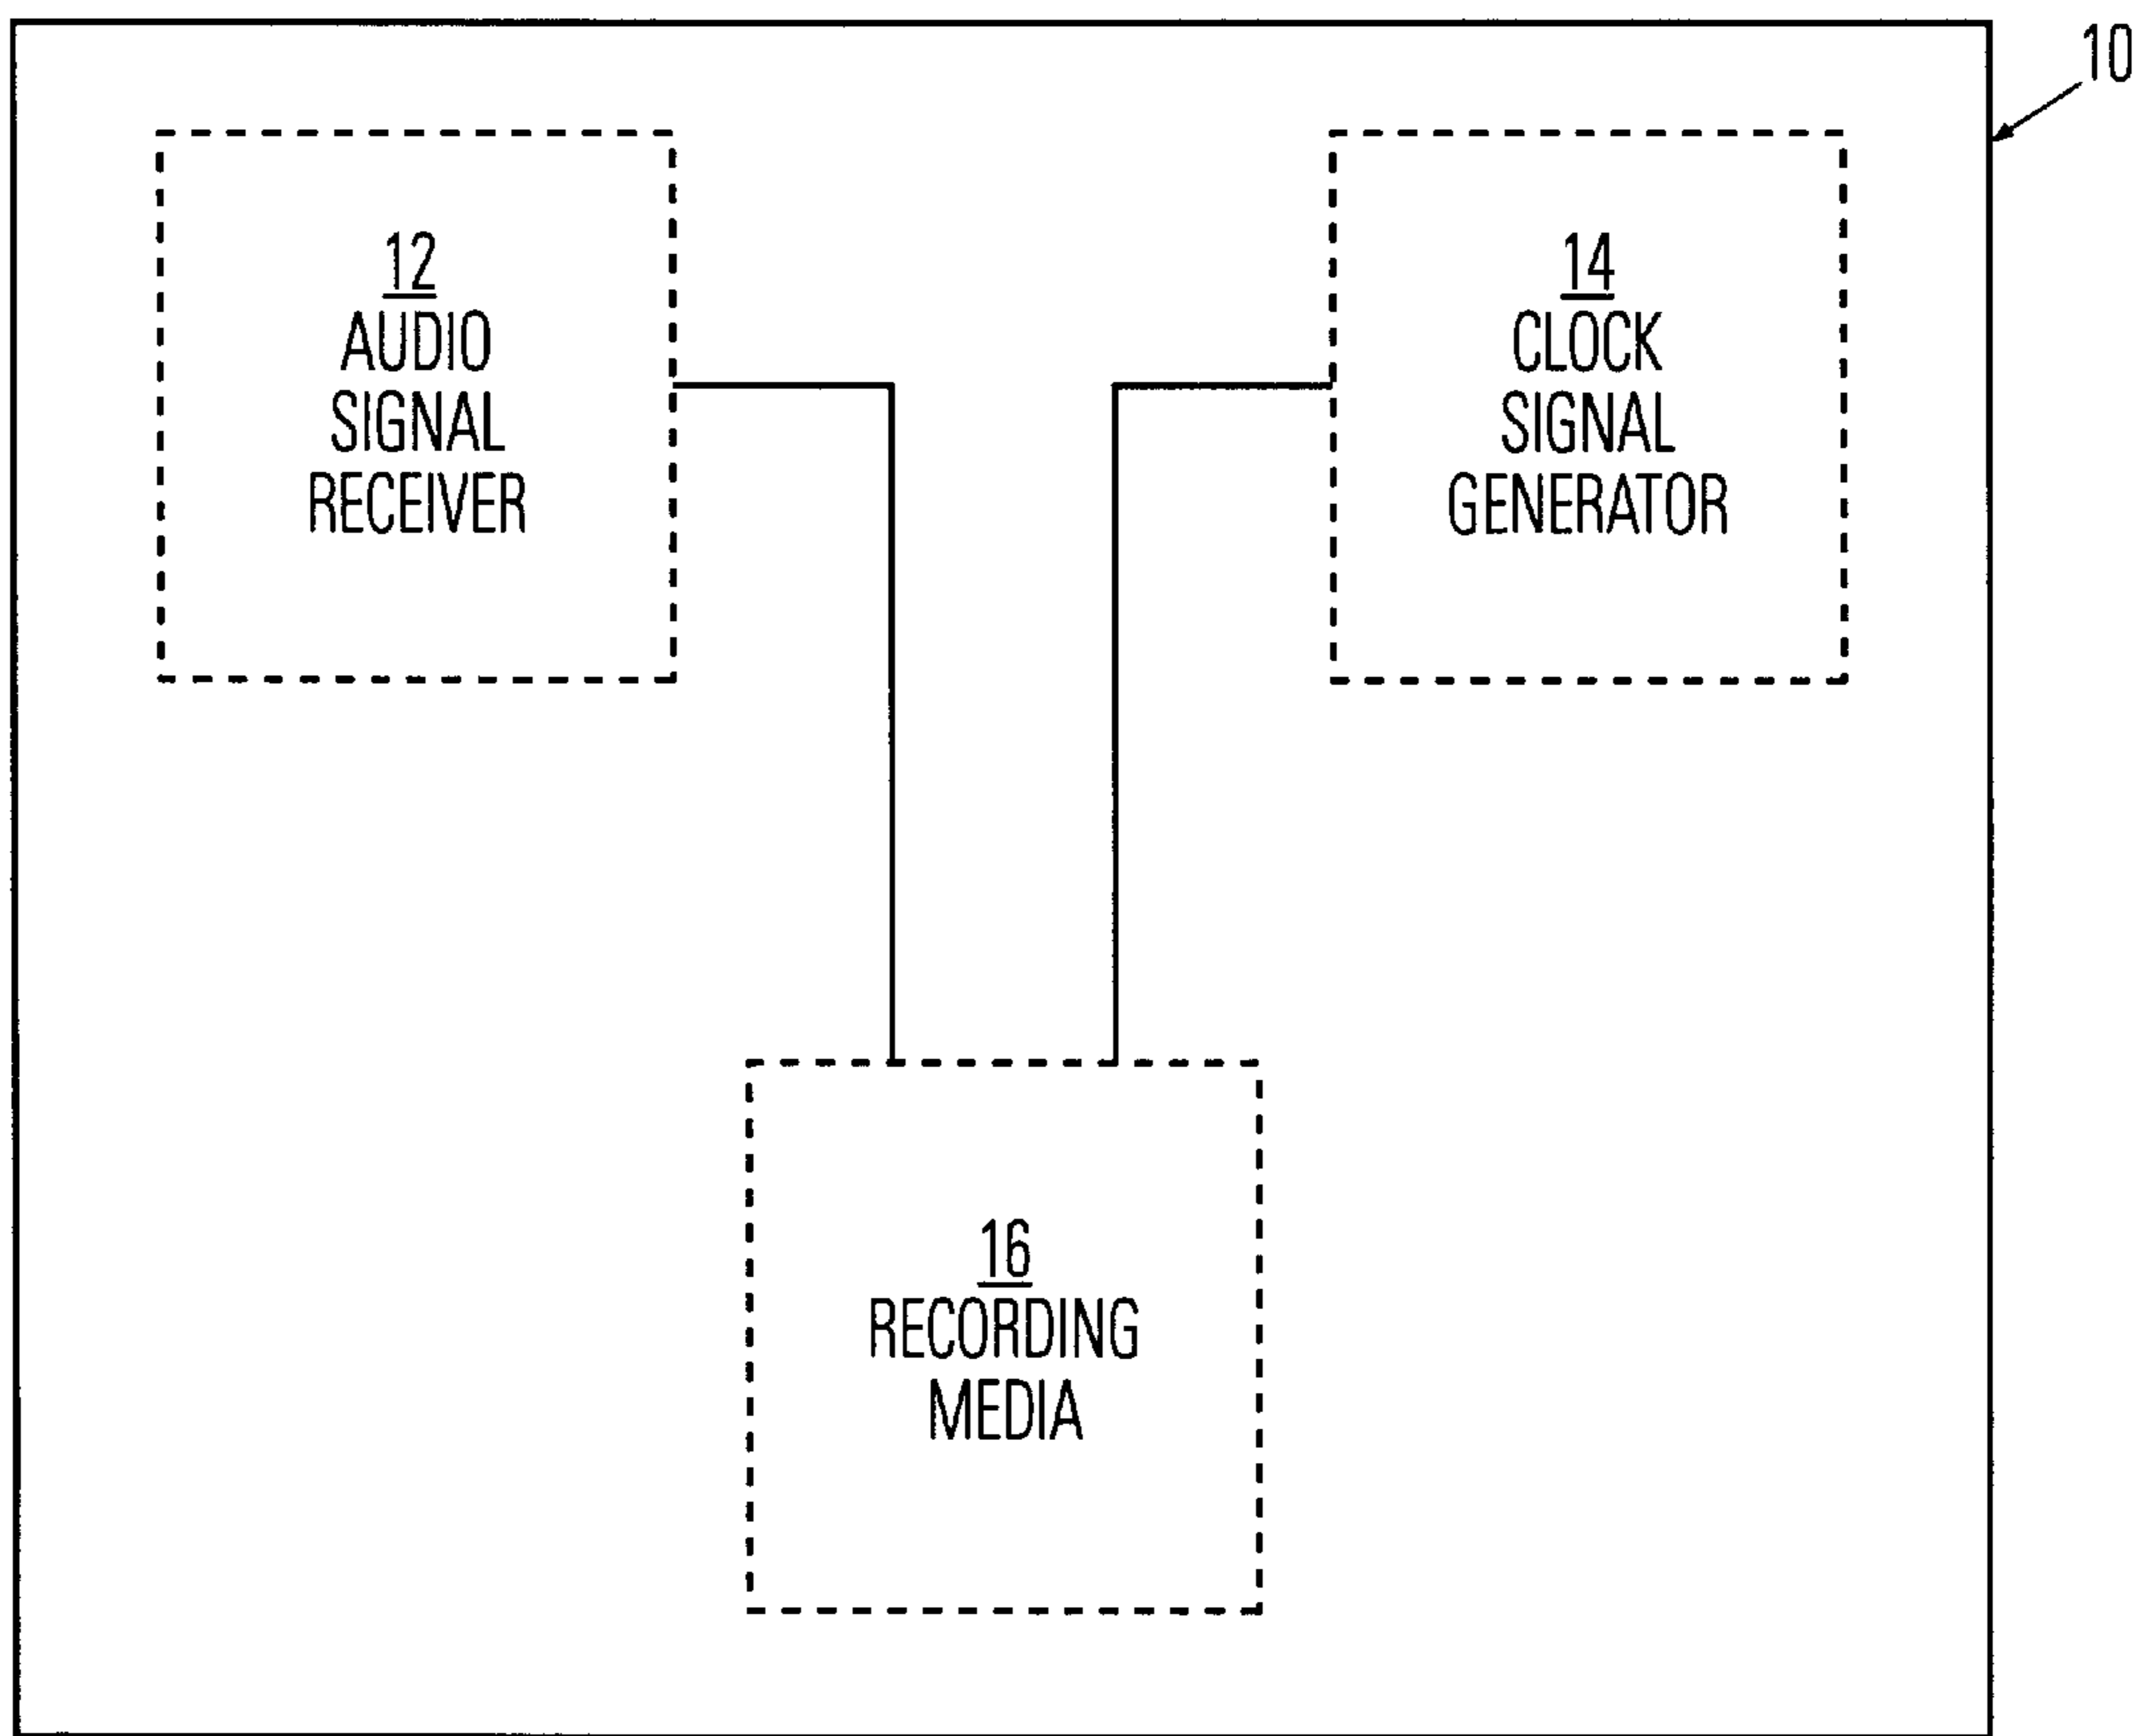 10
12
AUDIO
SIGNAL
RECEIVER
14
CLOCK
SIGNAL
GENERATOR
16
RECORDING
MEDIA